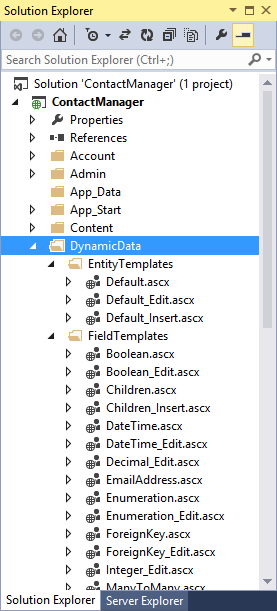 Solution Explorer
Search Solution Explorer (Ctrl+;)
Solution 'ContactManager' (1 project)
ContactManager
Properties
References
Account
Admin
App_Data
App_Start
Content
DynamicData
EntityTemplates
Default.ascx
Default_Edit.ascx
Default_Insert.ascx
FieldTemplates
Boolean.ascx
Boolean_Edit.ascx
Children.ascx
Children_Insert.ascx
DateTime.ascx
DateTime_Edit.ascx
Decimal_Edit.ascx
EmailAddress.ascx
Enumeration.ascx
Enumeration_Edit.ascx
ForeignKey.ascx
ForeignKey_Edit.ascx
Integer_Edit.ascx
ManyToMany.ascx
Solution Explorer Server Explorer